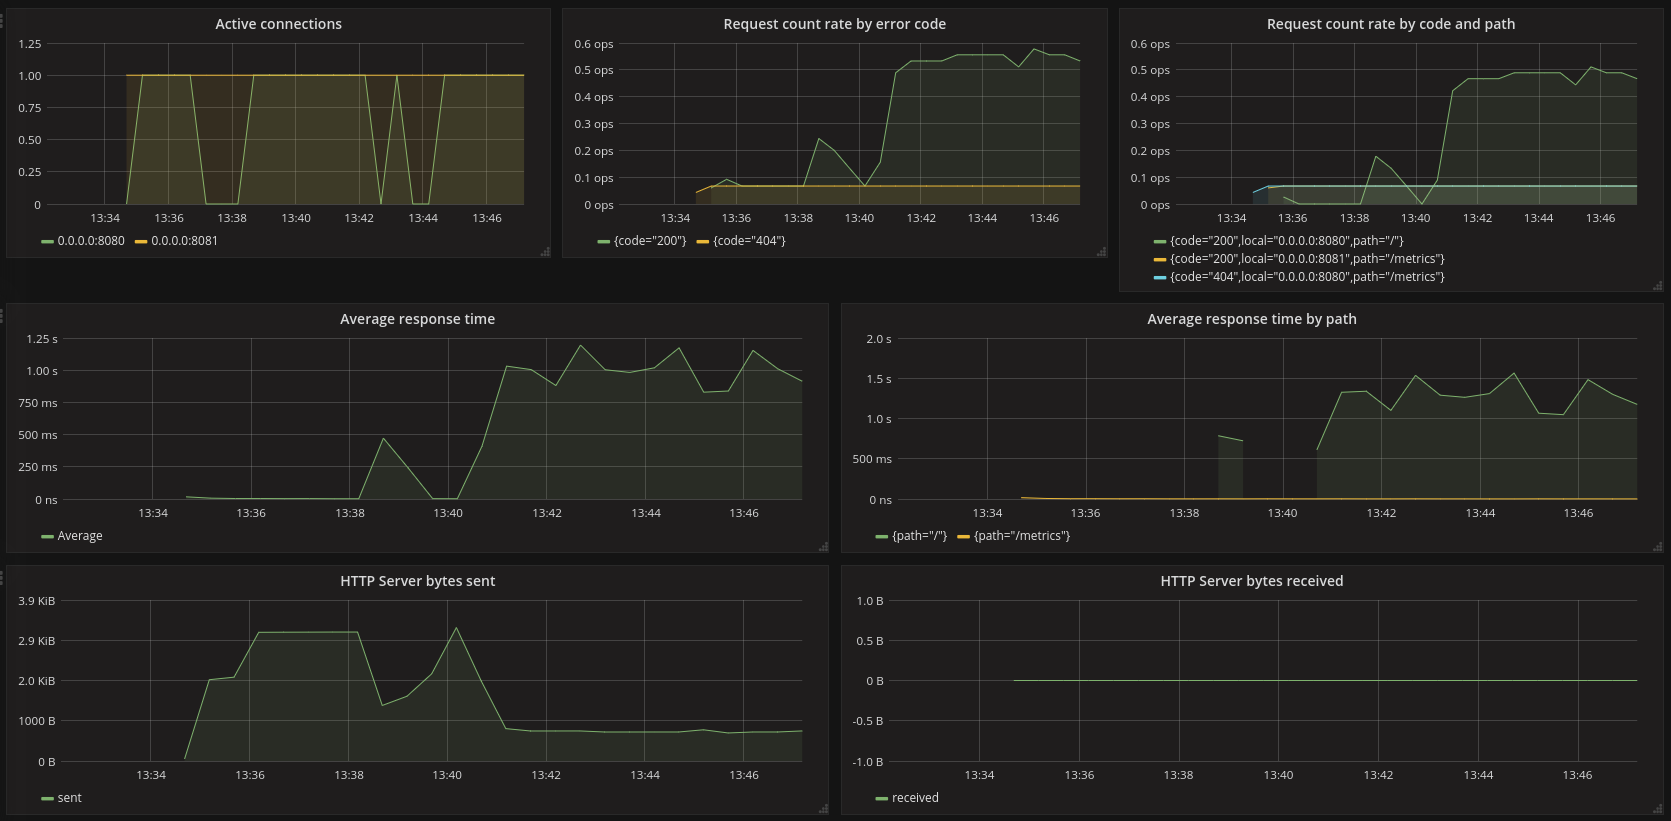 Active connections
1.25
1.00
0.75
0.50
0.25
0
13:34 13:36 13:38 13:40 13:42 13:44 13:46
0.0.0.0:8080 0.0.0.0:8081
Request count rate by error code
0.6 ops
0.5 ops
0.4 ops
0.3 ops
0.2 ops
0.1 ops
0 ops
13:34 13:36 13:38 13:40 13:42 13:44 13:46
{code="200"} {code="404"}
Request count rate by code and path
0.6 ops
0.5 ops
0.4 ops
0.3 ops
0.2 ops
0.1 ops
0 ops
13:34 13:36 13:38 13:40 13:42 13:44 13:46
{code="200",local="0.0.0.0:8080",path="/"}
{code="200",local="0.0.0.0:8081",path="/metrics"}
{code="404",local="0.0.0.0:8080",path="/metrics"}
Average response time
1.25 s
1.00 s
750 ms
500 ms
250 ms
0 ns
13:34 13:36 13:38 13:40 13:42 13:44 13:46
Average
Average response time by path
2.0 s
1.5 s
1.0 s
500 ms
0 ns
13:34 13:36 13:38 13:40 13:42 13:44 13:46
{path="/"} {path="/metrics"}
HTTP Server bytes sent
3.9 KiB
2.9 KiB
2.0 KiB
1000 B
0 B
13:34 13:36 13:38 13:40 13:42 13:44 13:46
sent
HTTP Server bytes received
1.0 B
0.5 B
0 B
-0.5 B
-1.0 B
13:34 13:36 13:38 13:40 13:42 13:44 13:46
received